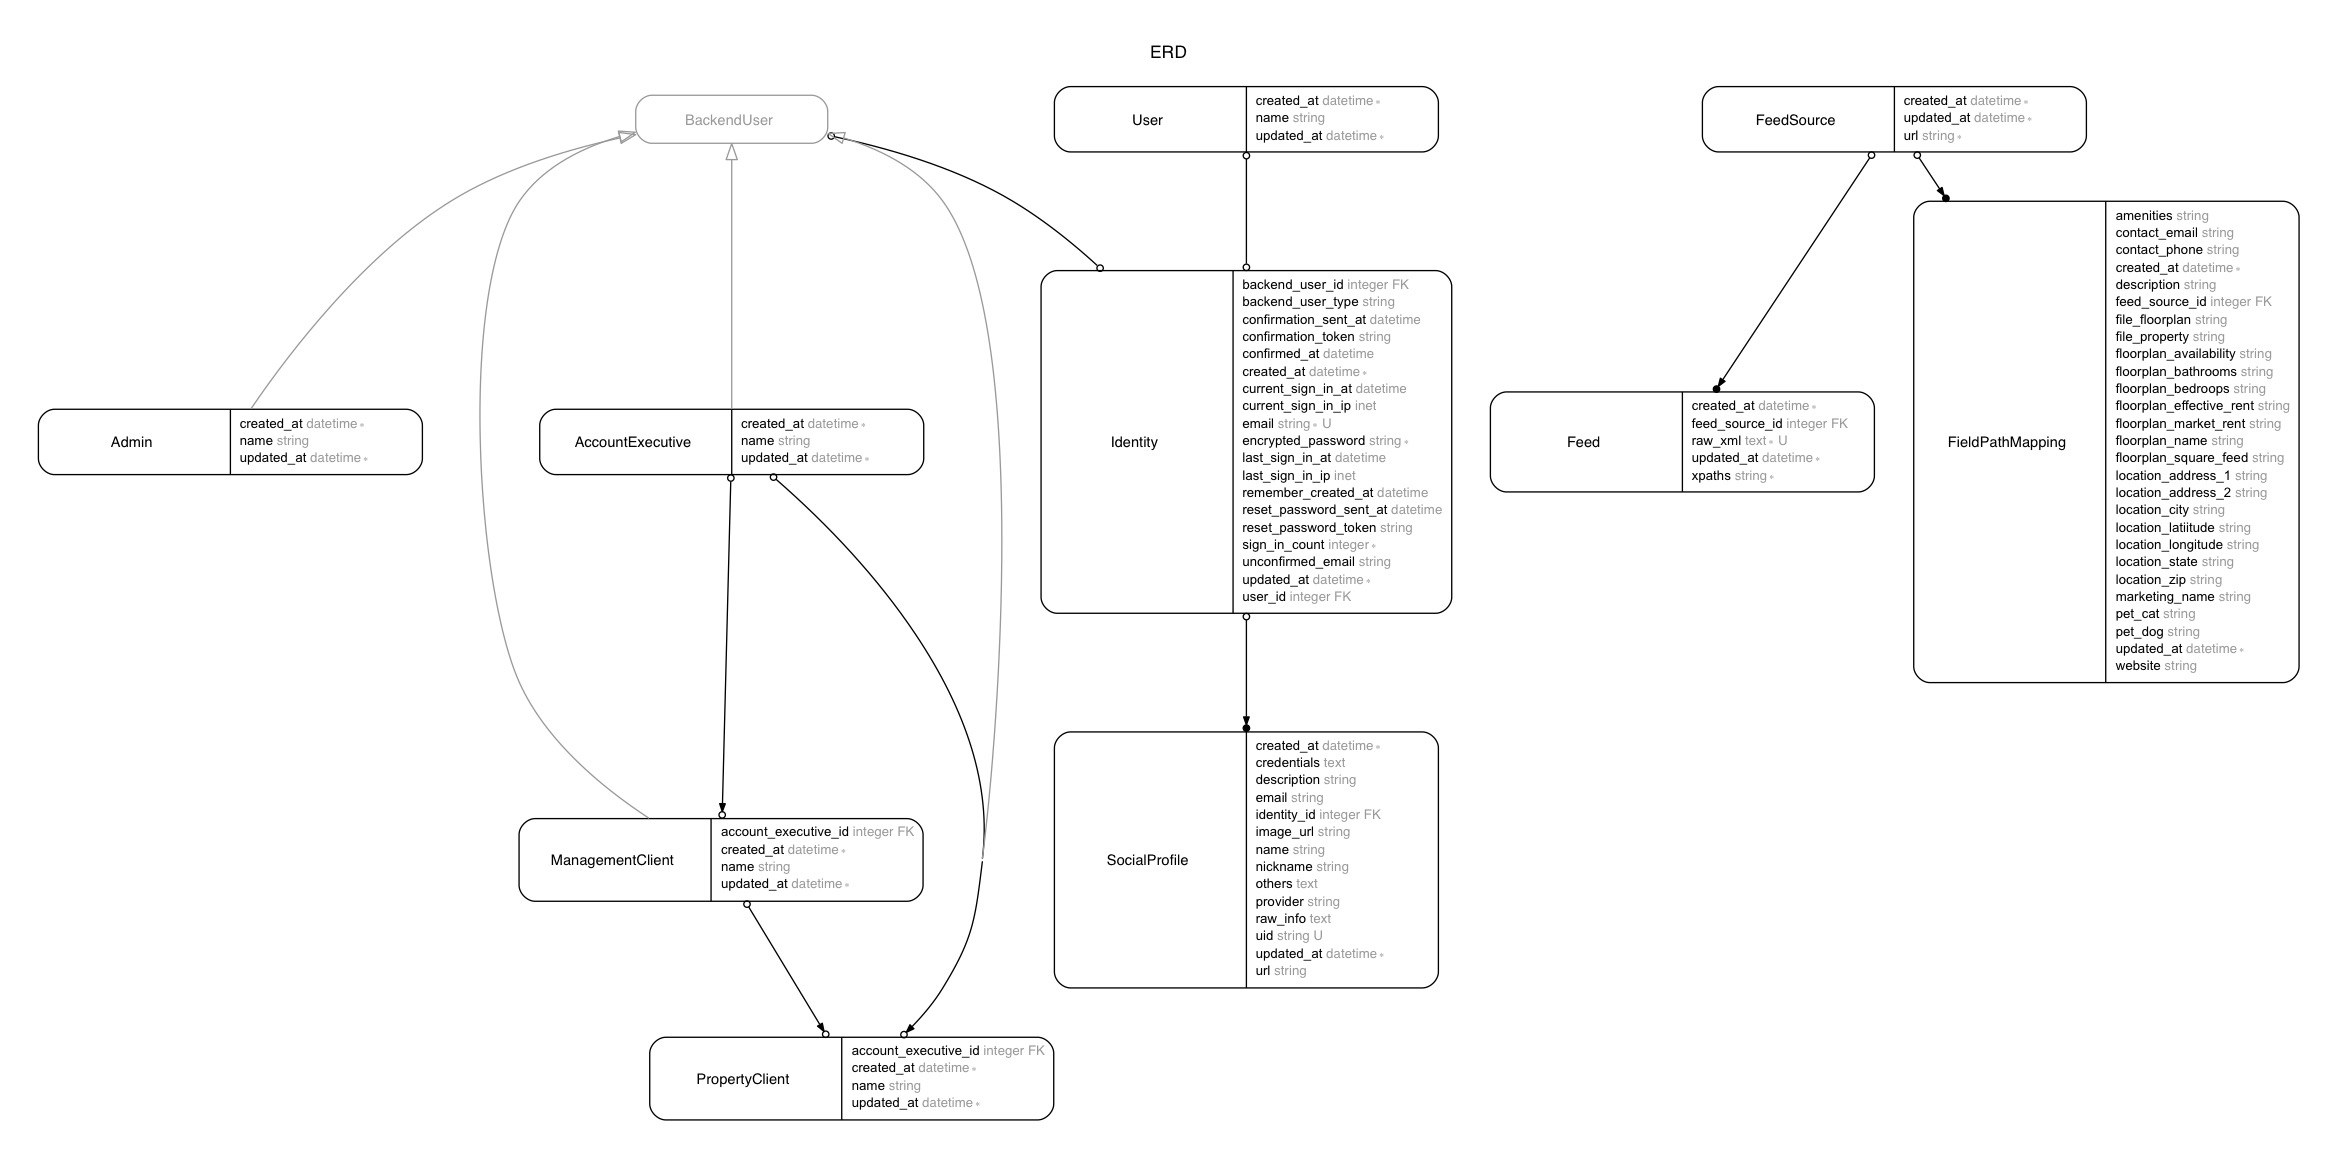 ERD
BackendUser
User
created_at datetime *
name string
updated_at datetime *
FeedSource
created_at datetime *
updated_at datetime *
url string *
Admin
created_at datetime *
name string
updated_at datetime *
AccountExecutive
created_at datetime *
name string
updated_at datetime *
Identity
backend_user_id integer FK
backend_user_type string
confirmation_sent_at datetime
confirmation_token string
confirmed_at datetime
created_at datetime *
current_sign_in_at datetime
current_sign_in_ip inet
email string * U
encrypted_password string *
last_sign_in_at datetime
last_sign_in_ip inet
remember_created_at datetime
reset_password_sent_at datetime
reset_password_token string
sign_in_count integer *
unconfirmed_email string
updated_at datetime *
user_id integer FK
Feed
created_at datetime *
feed_source_id integer FK
raw_xml text * U
updated_at datetime *
xpaths string *
FieldPathMapping
amenities string
contact_email string
contact_phone string
created_at datetime *
description string
feed_source_id integer FK
file_floorplan string
file_property string
floorplan_availability string
floorplan_bathrooms string
floorplan_bedroops string
floorplan_effective_rent string
floorplan_market_rent string
floorplan_name string
floorplan_square_feed string
location_address_1 string
location_address_2 string
location_city string
location_latiitude string
location_longitude string
location_state string
location_zip string
marketing_name string
pet_cat string
pet_dog string
updated_at datetime *
website string
ManagementClient
account_executive_id integer FK
created_at datetime *
name string
updated_at datetime *
SocialProfile
created_at datetime *
credentials text
description string
email string
identity_id integer FK
image_url string
name string
nickname string
others text
provider string
raw_info text
uid string U
updated_at datetime *
url string
PropertyClient
account_executive_id integer FK
created_at datetime *
name string
updated_at datetime *